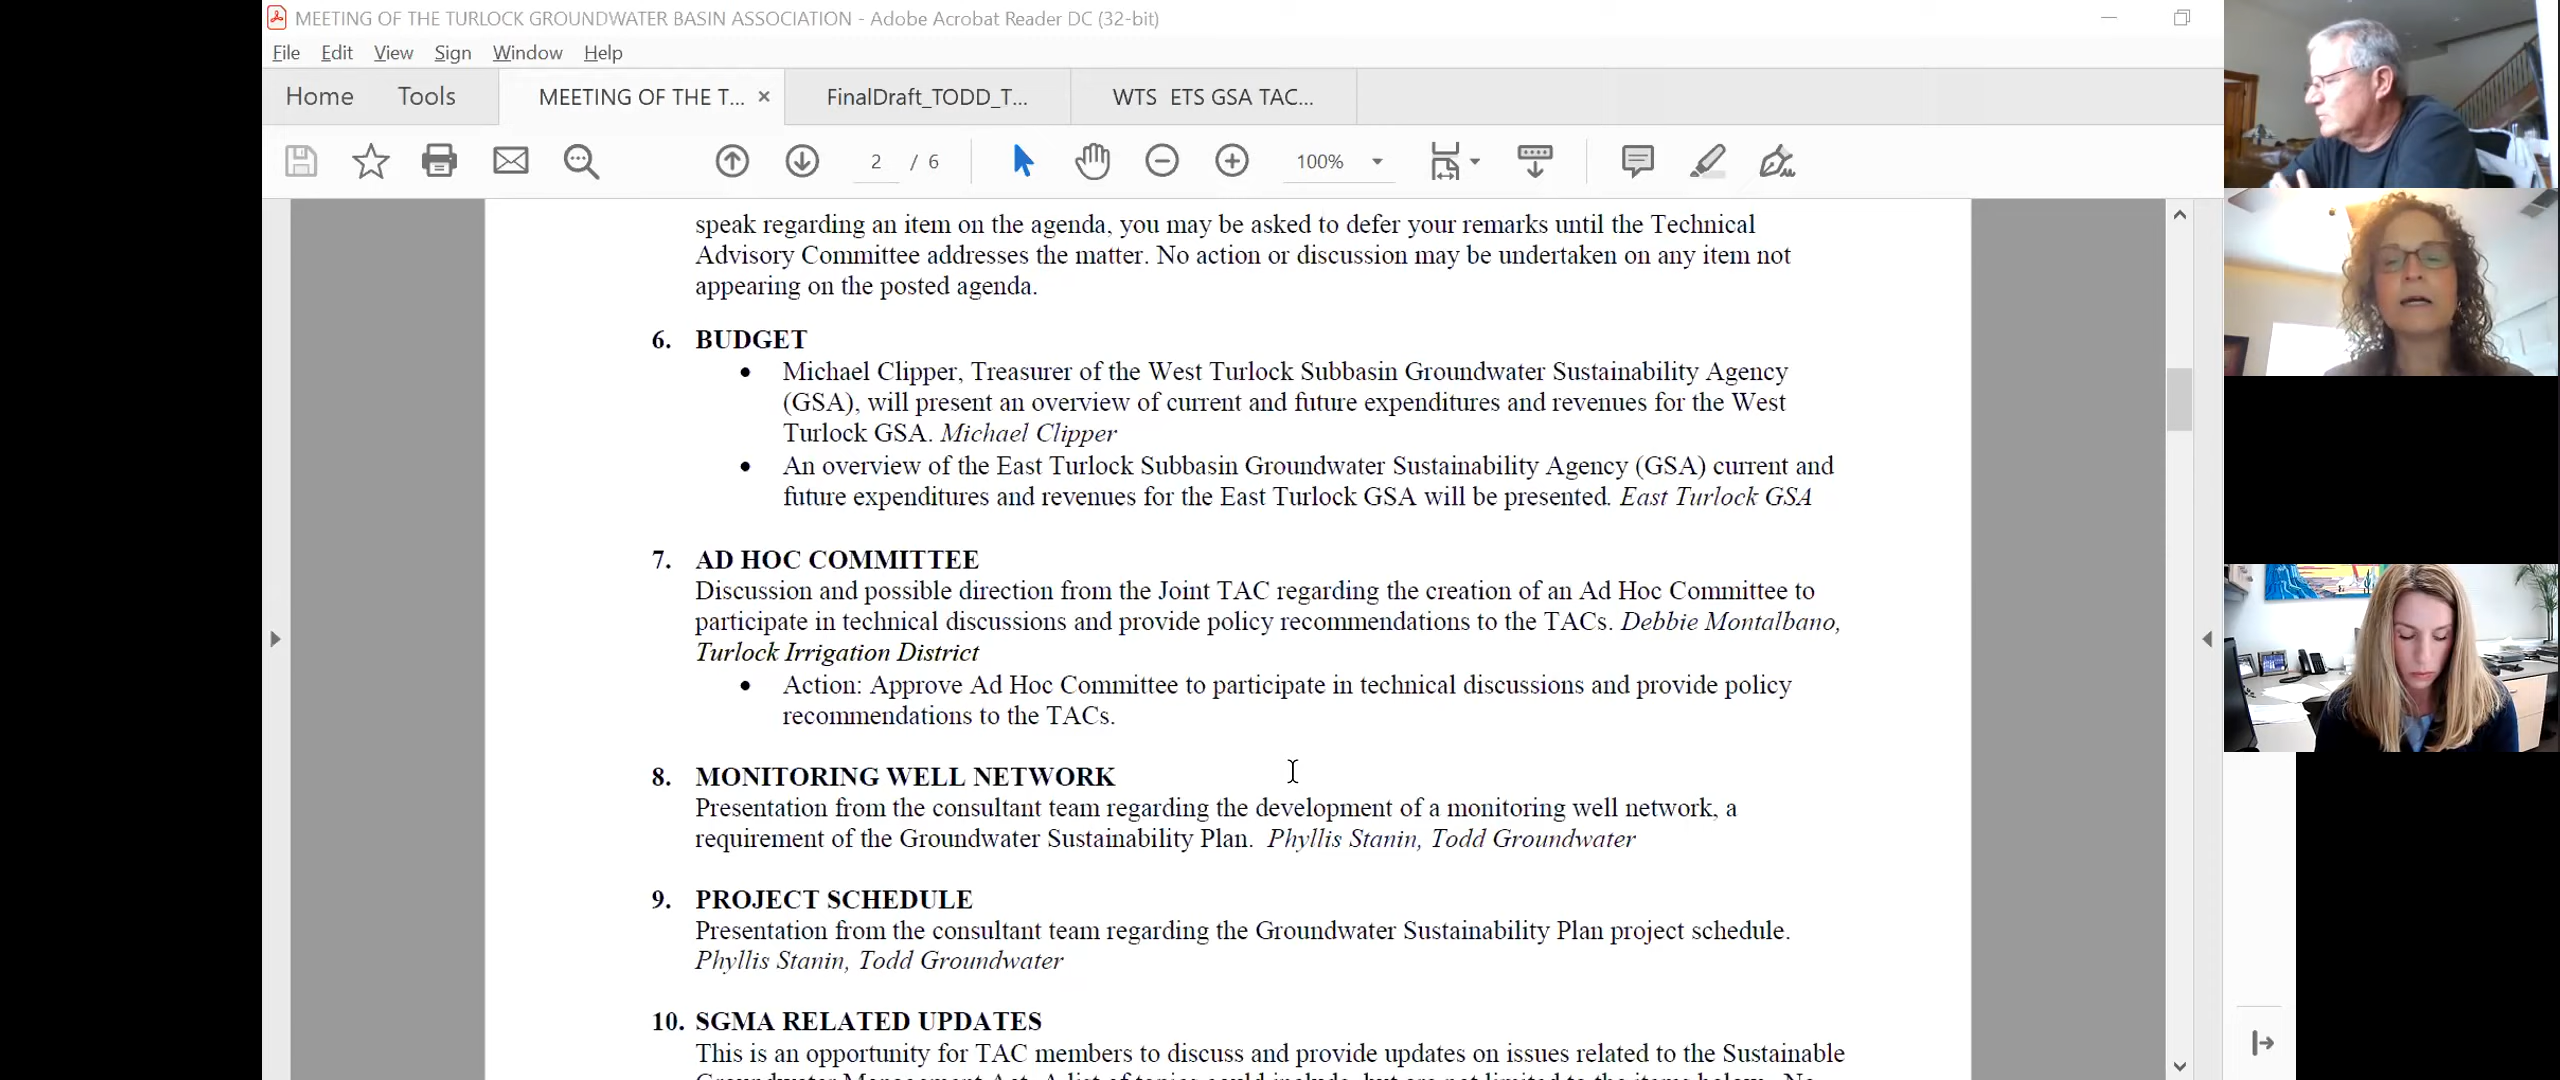 MEETING OF THE TURLOCK GROUNDWATER BASIN ASSOCIATION - Adobe Acrobat Reader DC (32-bit)
File Edit View Sign Window Help
Home Tools MEETING OF THE T... × FinalDraft_TODD_T... WTS ETS GSA TAC...
2 / 6 100%
speak regarding an item on the agenda, you may be asked to defer your remarks until the Technical
Advisory Committee addresses the matter. No action or discussion may be undertaken on any item not
appearing on the posted agenda.
6. BUDGET
• Michael Clipper, Treasurer of the West Turlock Subbasin Groundwater Sustainability Agency
(GSA), will present an overview of current and future expenditures and revenues for the West
Turlock GSA. Michael Clipper
• An overview of the East Turlock Subbasin Groundwater Sustainability Agency (GSA) current and
future expenditures and revenues for the East Turlock GSA will be presented. East Turlock GSA
7. AD HOC COMMITTEE
Discussion and possible direction from the Joint TAC regarding the creation of an Ad Hoc Committee to
participate in technical discussions and provide policy recommendations to the TACs. Debbie Montalbano,
Turlock Irrigation District
• Action: Approve Ad Hoc Committee to participate in technical discussions and provide policy
recommendations to the TACs.
8. MONITORING WELL NETWORK
Presentation from the consultant team regarding the development of a monitoring well network, a
requirement of the Groundwater Sustainability Plan. Phyllis Stanin, Todd Groundwater
9. PROJECT SCHEDULE
Presentation from the consultant team regarding the Groundwater Sustainability Plan project schedule.
Phyllis Stanin, Todd Groundwater
10. SGMA RELATED UPDATES
This is an opportunity for TAC members to discuss and provide updates on issues related to the Sustainable